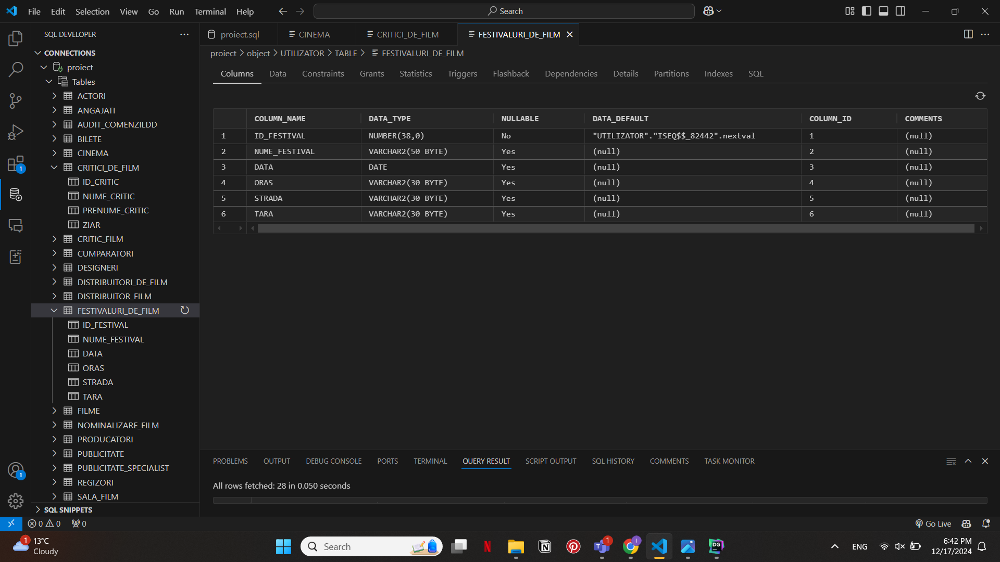 File Edit Selection View Go Run Terminal Help
Search
SQL DEVELOPER
project.sql
CINEMA
CRITICI_DE_FILM
FESTIVALURI_DE_FILM
proiect > object > UTILIZATOR > TABLE > FESTIVALURI_DE_FILM
Columns Data Constraints Grants Statistics Triggers Flashback Dependencies Details Partitions Indexes SQL
CONNECTIONS
proiect
Tables
ACTORI
ANGAJATI
AUDIT_COMENZILDD
BILETE
CINEMA
CRITICI_DE_FILM
ID_CRITIC
NUME_CRITIC
PRENUME_CRITIC
ZIAR
CRITIC_FILM
CUMPARATORI
DESIGNERI
DISTRIBUITORI_DE_FILM
DISTRIBUITOR_FILM
FESTIVALURI_DE_FILM
ID_FESTIVAL
NUME_FESTIVAL
DATA
ORAS
STRADA
TARA
FILME
NOMINALIZARE_FILM
PRODUCATORI
PUBLICITATE
PUBLICITATE_SPECIALIST
REGIZORI
SALA_FILM
SQL SNIPPETS
1
1
COLUMN_NAME DATA_TYPE NULLABLE DATA_DEFAULT COLUMN_ID COMMENTS
1 ID_FESTIVAL NUMBER(38,0) No "UTILIZATOR"."ISEQ$$_82442".nextval 1 (null)
2 NUME_FESTIVAL VARCHAR2(50 BYTE) Yes (null) 2 (null)
3 DATA DATE Yes (null) 3 (null)
4 ORAS VARCHAR2(30 BYTE) Yes (null) 4 (null)
5 STRADA VARCHAR2(30 BYTE) Yes (null) 5 (null)
6 TARA VARCHAR2(30 BYTE) Yes (null) 6 (null)
PROBLEMS OUTPUT DEBUG CONSOLE PORTS TERMINAL QUERY RESULT SCRIPT OUTPUT SQL HISTORY COMMENTS TASK MONITOR
All rows fetched: 28 in 0.050 seconds
0 0 0
Go Live
1
13°C
Cloudy
Search
N
N
T
1
I
DG
ENG
6:42 PM
12/17/2024